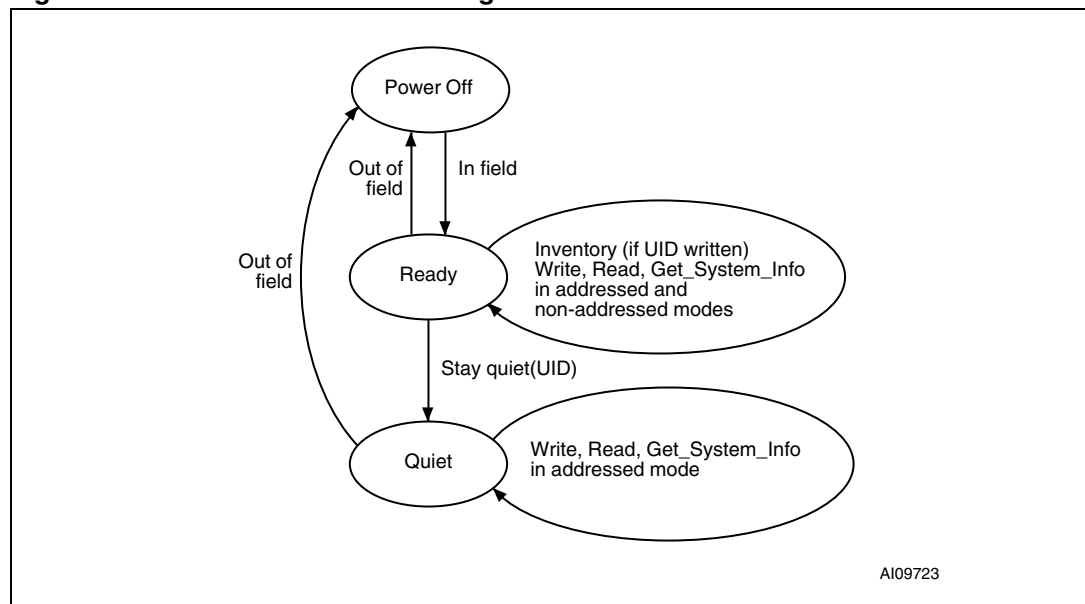 Power Off
Out of
field
In field
Out of
field
Ready
Inventory (if UID written)
Write, Read, Get_System_Info
in addressed and
non-addressed modes
Stay quiet(UID)
Quiet
Write, Read, Get_System_Info
in addressed mode
AI09723